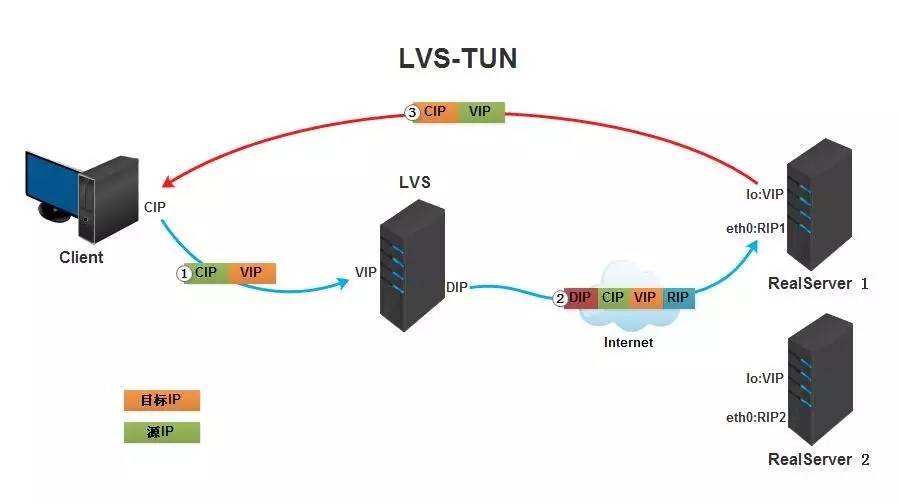 LVS-TUN
③ CIP VIP
LVS
lo:VIP
CIP
eth0:RIP1
Client
① CIP VIP
VIP
DIP
RealServer 1
② DIP CIP VIP RIP
Internet
lo:VIP
目标IP
eth0:RIP2
源IP
RealServer 2